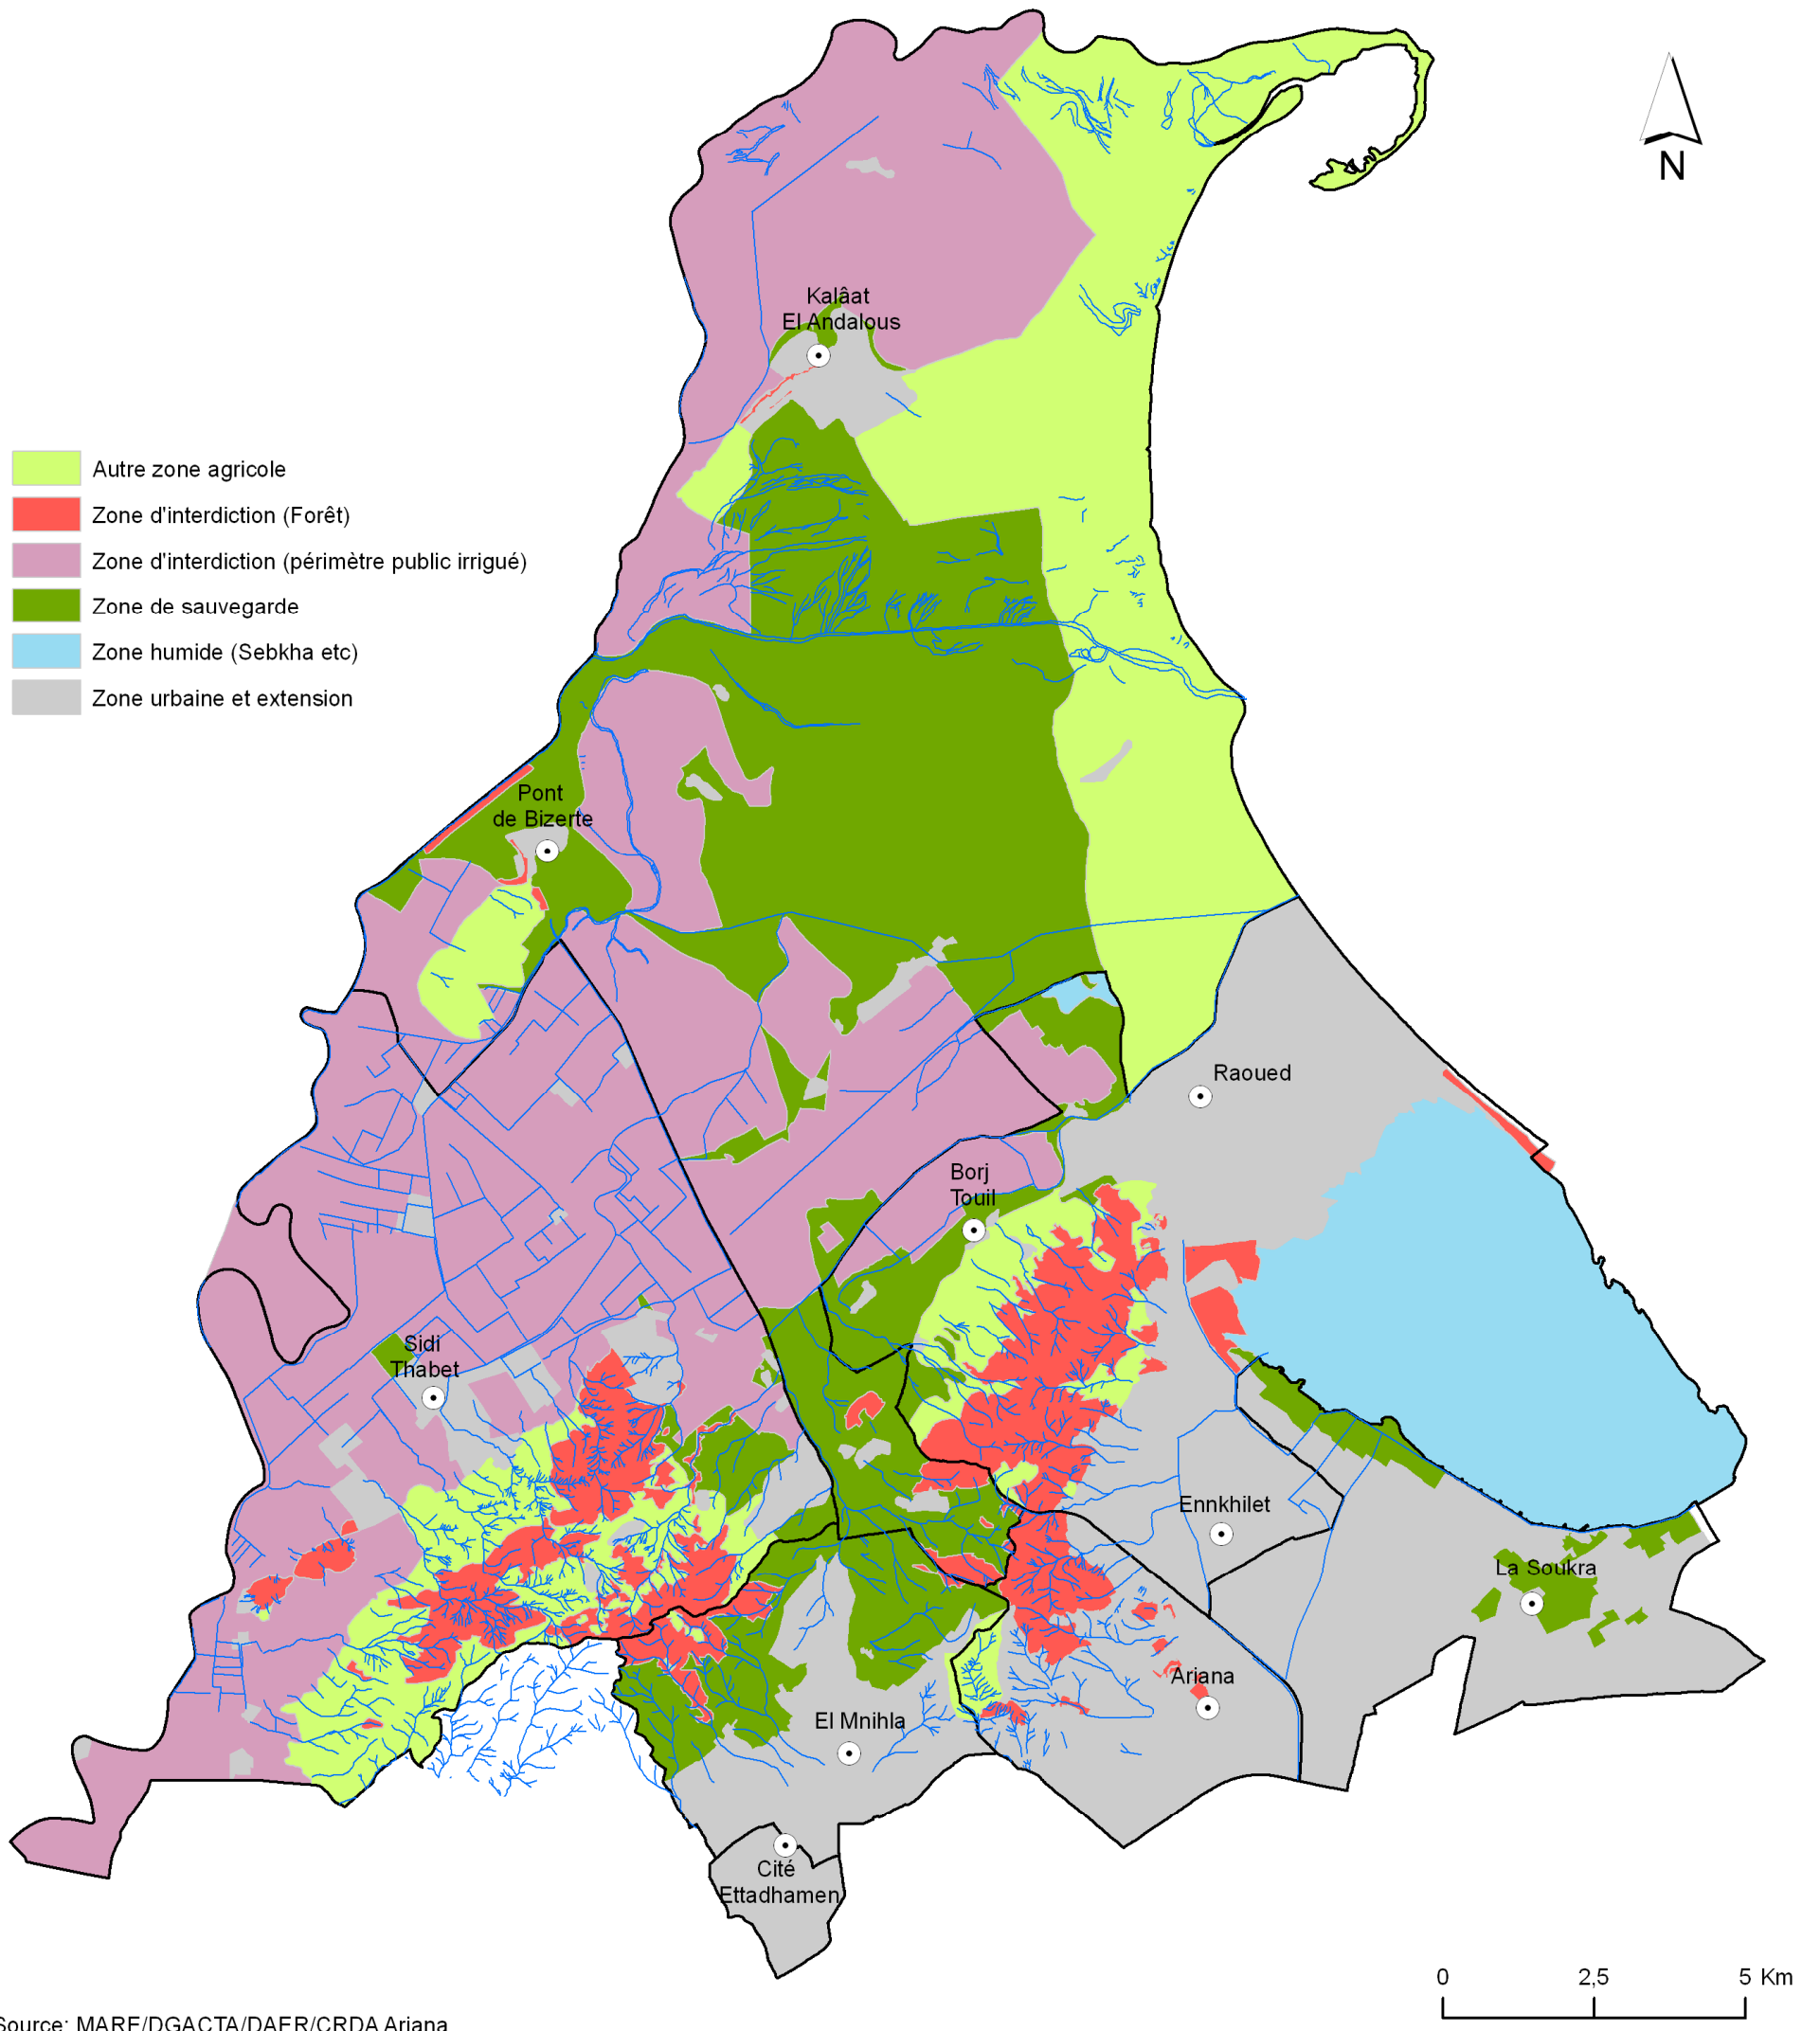 N
Kalâat
El Andalous
Autre zone agricole
Zone d'interdiction (Forêt)
Zone d'interdiction (périmètre public irrigué)
Zone de sauvegarde
Zone humide (Sebkha etc)
Zone urbaine et extension
Pont
de Bizerte
Raoued
Borj
Touil
Sidi
Thabet
Ennkhilet
La Soukra
Ariana
El Mnihla
Cité
Ettadhamen
0 2,5 5 Km
Source: MARE/DGACTA/DAER/CRDA Ariana